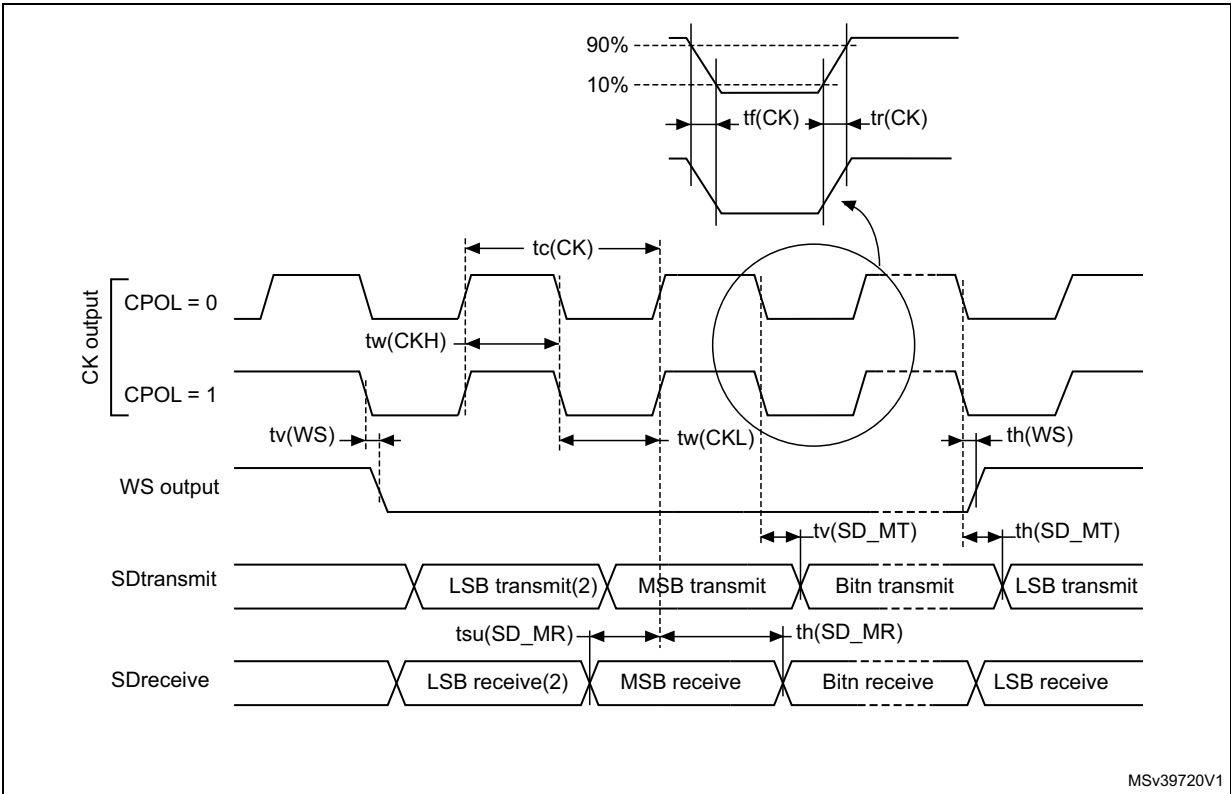 90%
10%
tf(CK)
tr(CK)
tc(CK)
CK output
CPOL = 0
tw(CKH)
CPOL = 1
tv(WS)
tw(CKL)
th(WS)
WS output
tv(SD_MT)
th(SD_MT)
SDtransmit
LSB transmit(2)
MSB transmit
Bitn transmit
LSB transmit
tsu(SD_MR)
th(SD_MR)
SDreceive
LSB receive(2)
MSB receive
Bitn receive
LSB receive
MSv39720V1